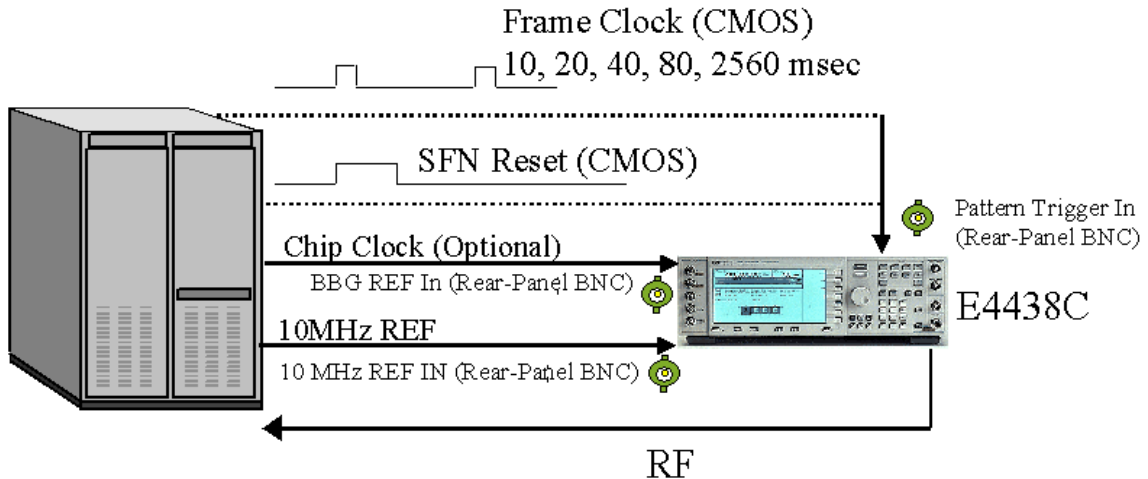 Frame Clock (CMOS)
10, 20, 40, 80, 2560 msec
SFN Reset (CMOS)
Pattern Trigger In
(Rear-Panel BNC)
Chip Clock (Optional)
BBG REF In (Rear-Panel BNC)
E4438C
10MHz REF
10 MHz REF IN (Rear-Panel BNC)
RF